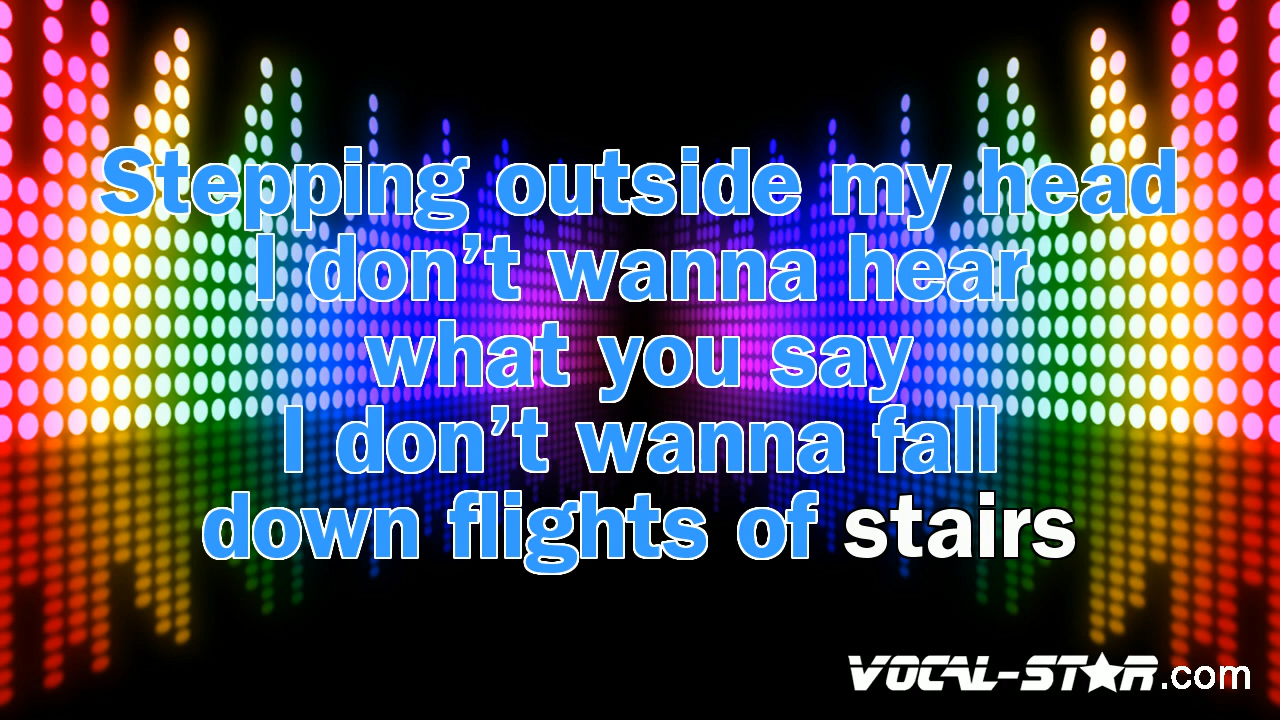 Stepping outside my head
I don’t wanna hear
what you say
I don’t wanna fall
down flights of stairs
VOCAL-STAR.com